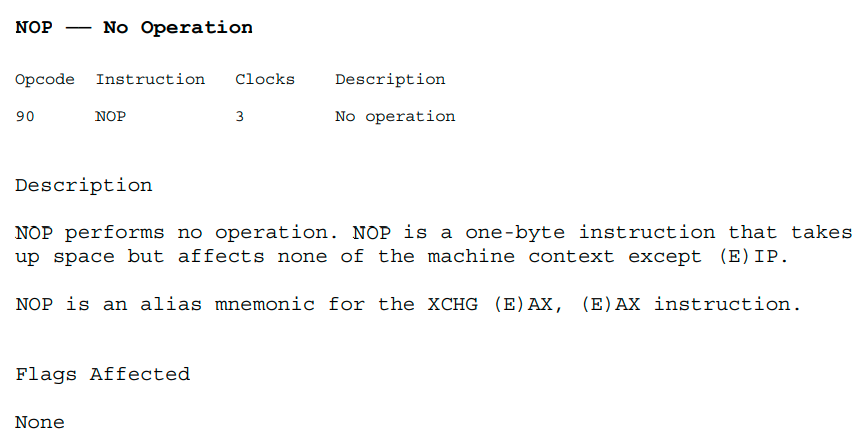 NOP — No Operation
Opcode Instruction Clocks Description
90 NOP 3 No operation
Description
NOP performs no operation. NOP is a one-byte instruction that takes
up space but affects none of the machine context except (E)IP.
NOP is an alias mnemonic for the XCHG (E)AX, (E)AX instruction.
Flags Affected
None